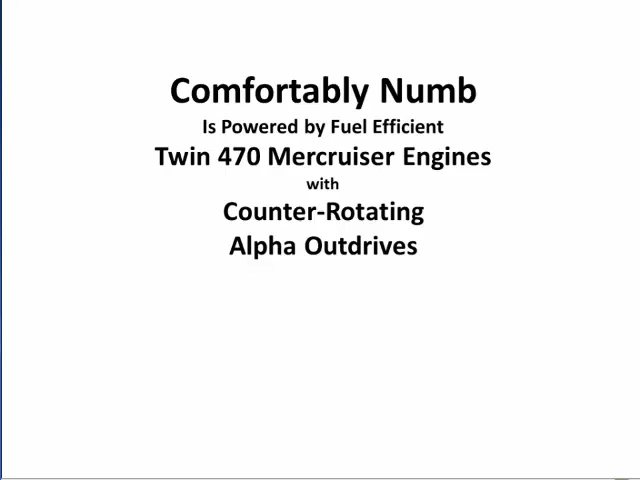 Comfortably Numb
Is Powered by Fuel Efficient
Twin 470 Mercruiser Engines
with
Counter-Rotating
Alpha Outdrives